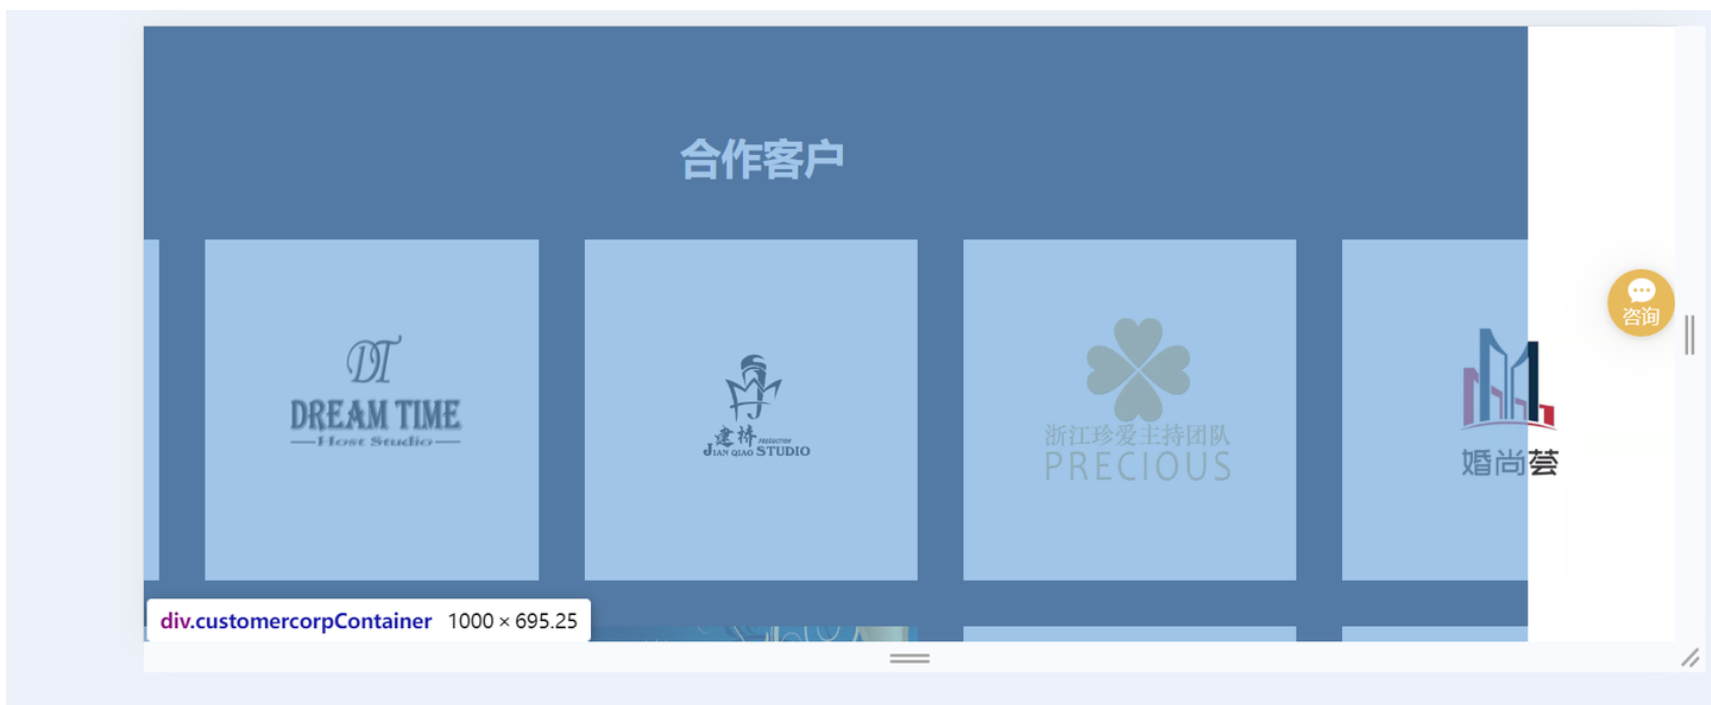 合作客户
咨询
DT
DREAM TIME
Host Studio
建桥 PRODUCTION
JIAN QIAO STUDIO
浙江珍爱主持团队
PRECIOUS
婚尚荟
div.customercorpContainer 1000 × 695.25